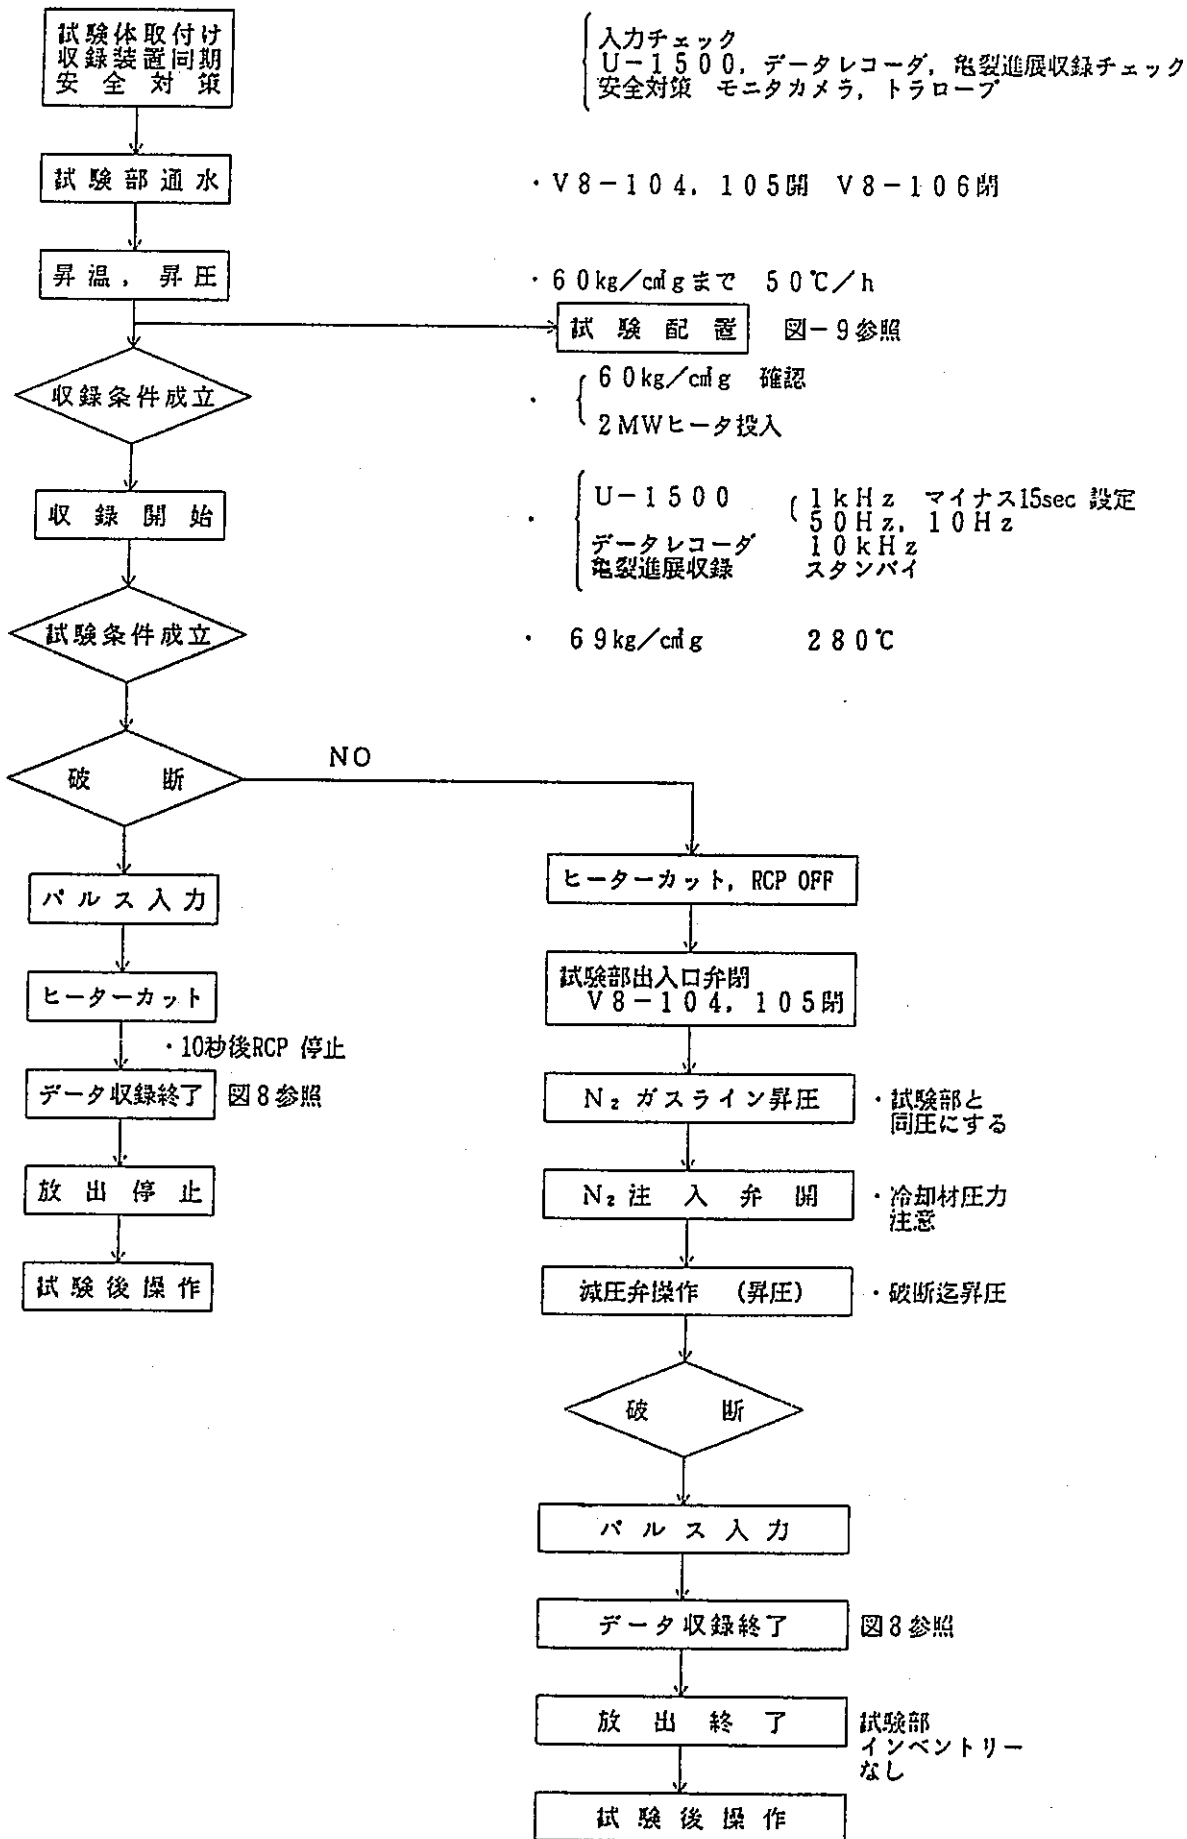 試験体取付け
収録装置同期
安全対策
入力チェック
U-1500, データレコーダ, 亀裂進展収録チェック
安全対策 モニタカメラ, トラロープ
試験部通水
・V8-104. 105開 V8-106閉
昇温, 昇圧
・60kg/cm²gまで 50℃/h
試験配置 図-9参照
収録条件成立
・60kg/cm²g 確認
2MWヒータ投入
収録開始
・U-1500 1kHz マイナス15sec 設定
50Hz, 10Hz
データレコーダ 10kHz
亀裂進展収録 スタンバイ
試験条件成立
・69kg/cm²g 280℃
破断
NO
パルス入力
ヒーターカット
・10秒後RCP 停止
データ収録終了 図8参照
放出停止
試験後操作
ヒーターカット, RCP OFF
試験部出入口弁閉
V8-104. 105閉
N₂ ガスライン昇圧
・試験部と
同圧にする
N₂ 注入弁開
・冷却材圧力
注意
減圧弁操作 (昇圧)
・破断迄昇圧
破断
パルス入力
データ収録終了 図8参照
放出終了
試験部
インベントリー
なし
試験後操作